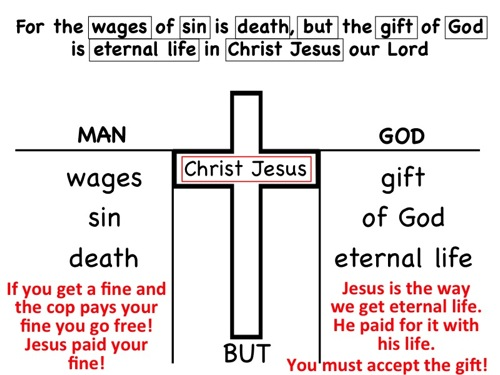 For the wages of sin is death, but the gift of God
is eternal life in Christ Jesus our Lord
MAN
wages
sin
death
If you get a fine and
the cop pays your
fine you go free!
Jesus paid your
fine!
Christ Jesus
BUT
GOD
gift
of God
eternal life
Jesus is the way
we get eternal life.
He paid for it with
his life.
You must accept the gift!